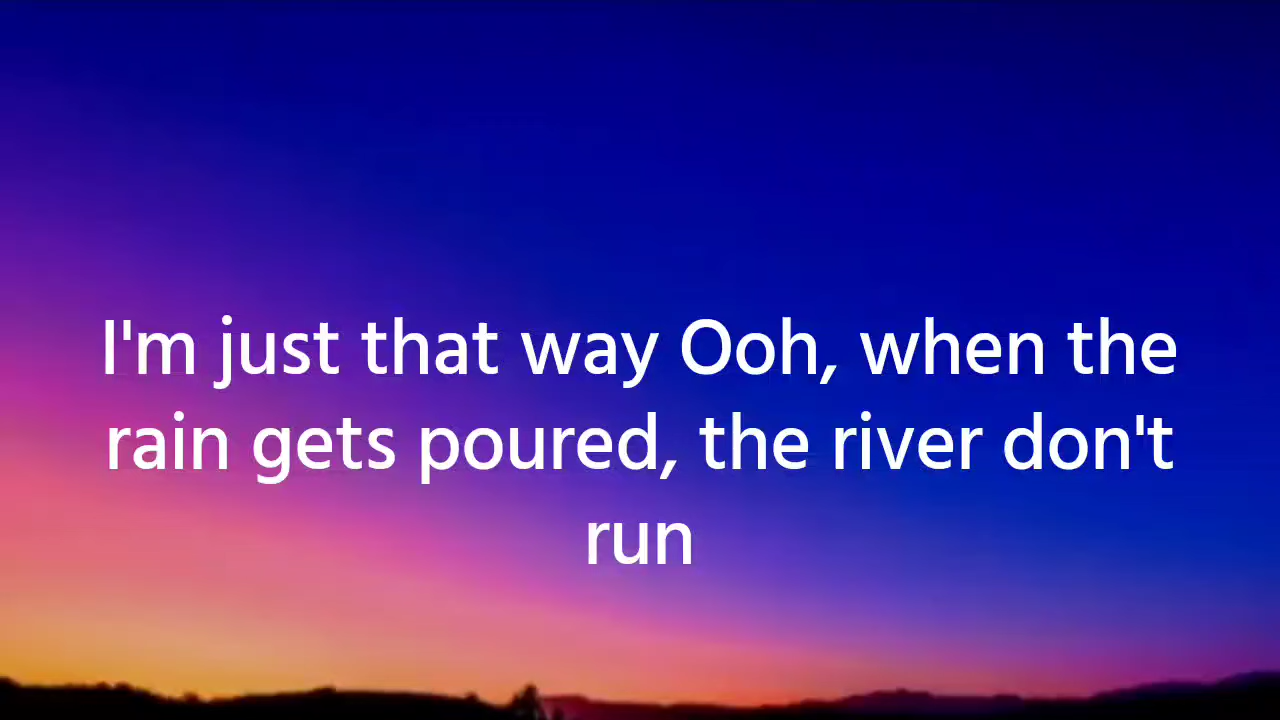 I'm just that way Ooh, when the
rain gets poured, the river don't
run